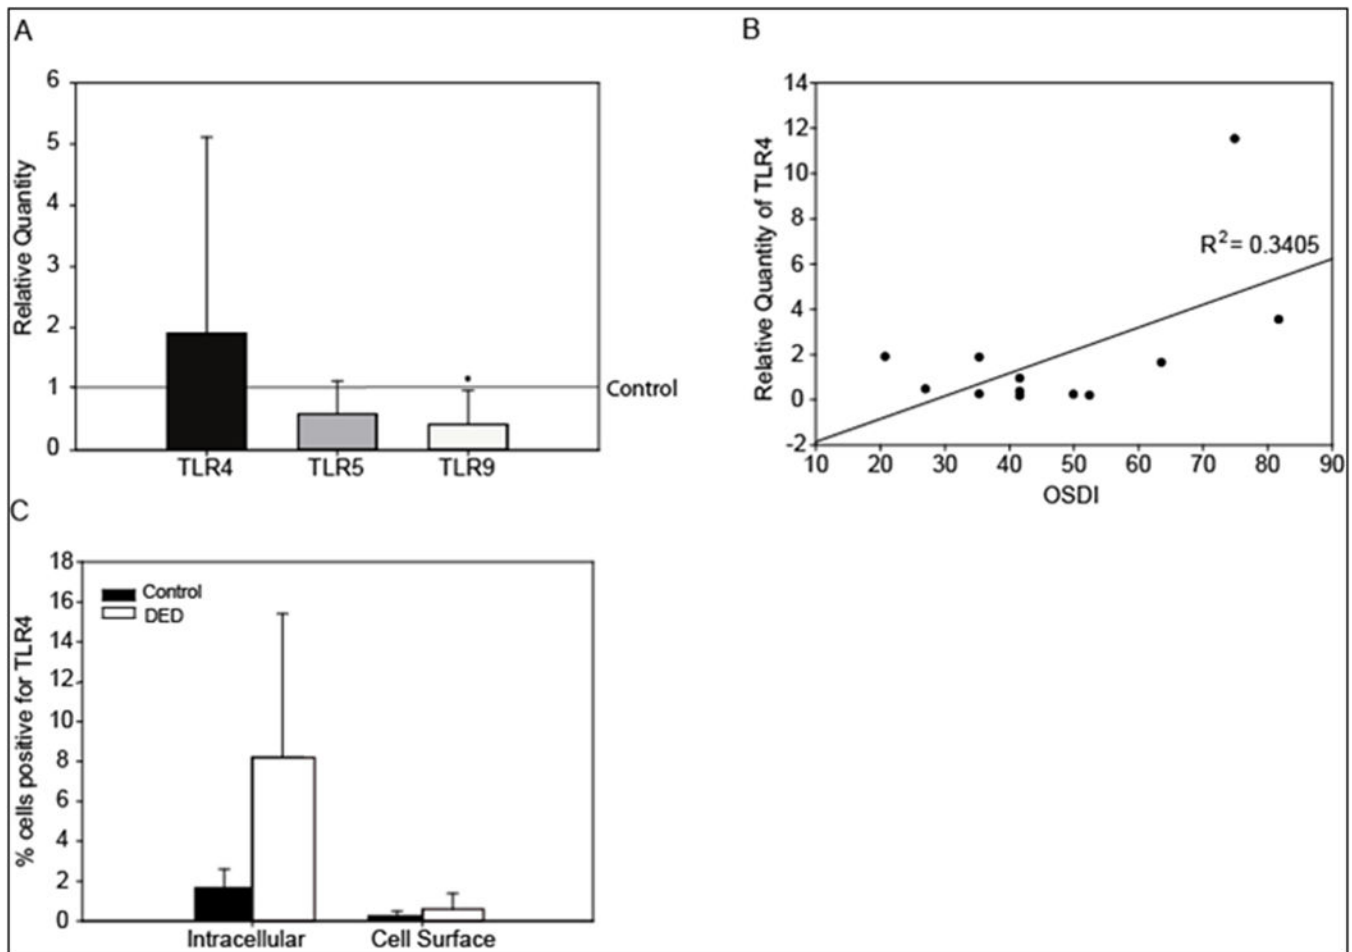 A
Relative Quantity
6
5
4
3
2
1
0
Control
TLR4 TLR5 TLR9
B
Relative Quantity of TLR4
14
12
10
8
6
4
2
0
-2
R2= 0.3405
10 20 30 40 50 60 70 80 90
OSDI
C
% cells positive for TLR4
18
16
14
12
10
8
6
4
2
0
Control
DED
Intracellular Cell Surface